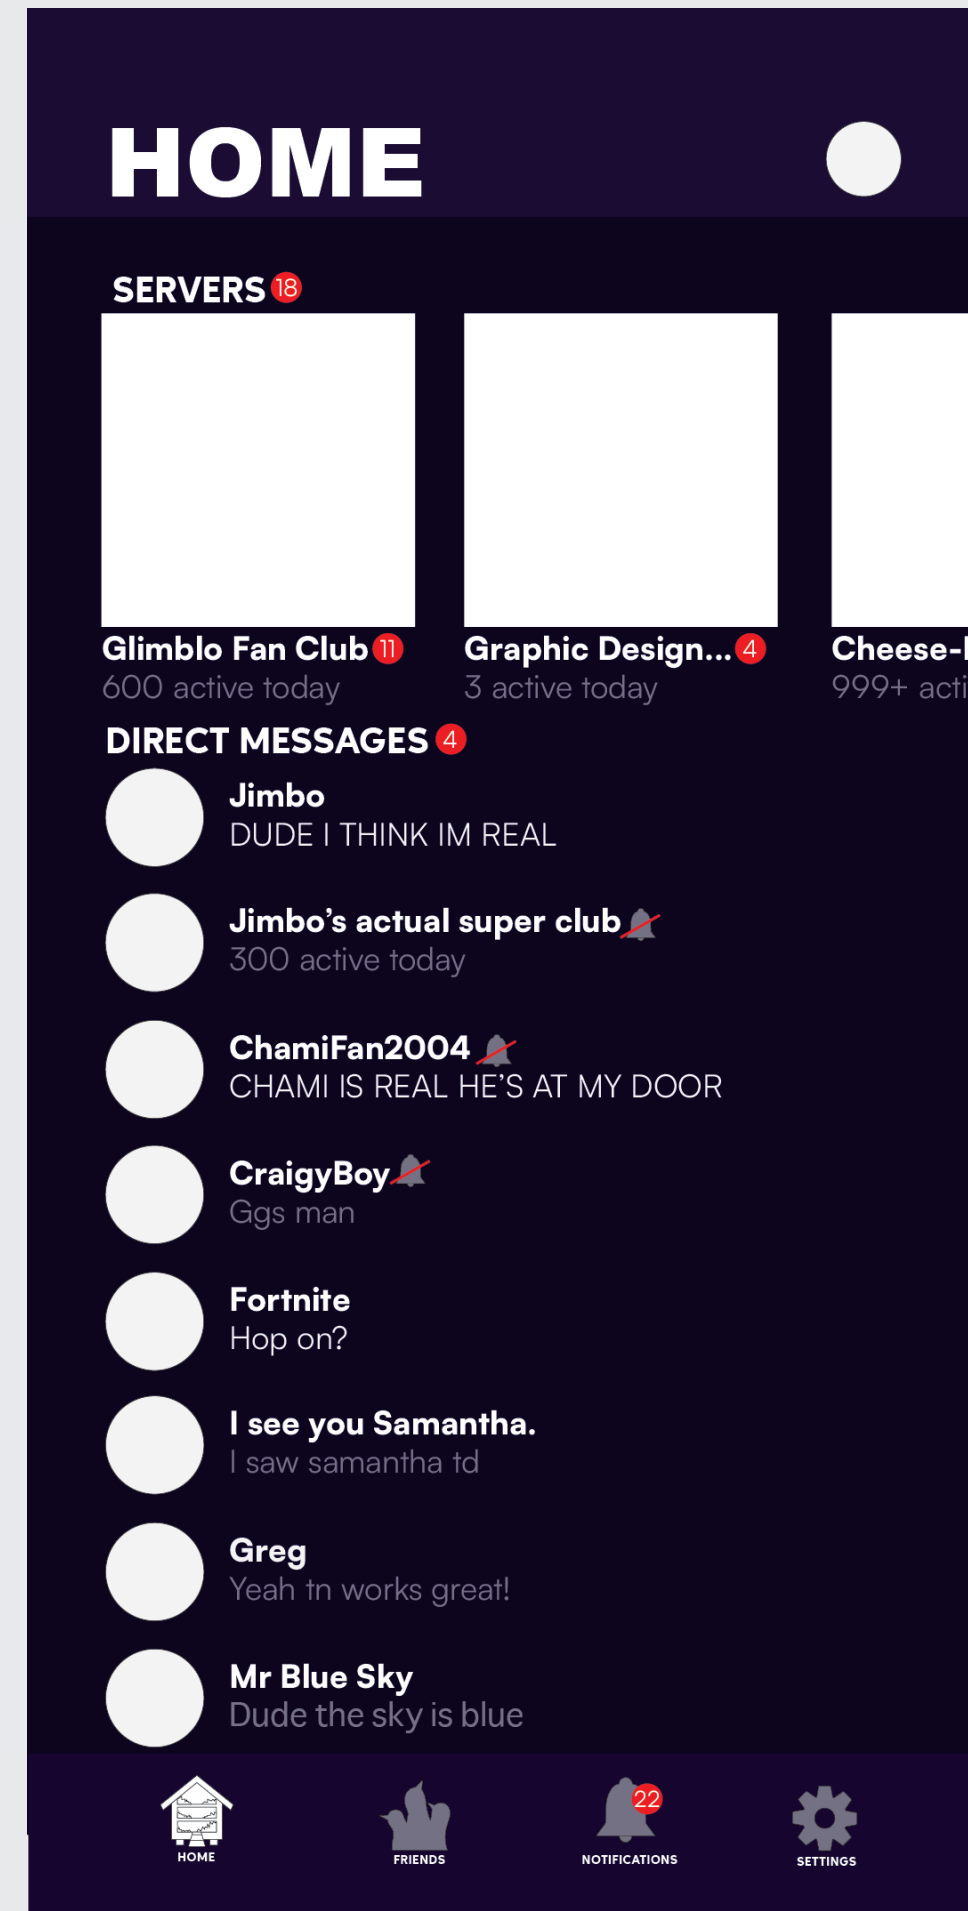 HOME
SERVERS 18
Glimblo Fan Club 11
600 active today
Graphic Design... 4
3 active today
Cheese-
999+ acti
DIRECT MESSAGES 4
Jimbo
DUDE I THINK IM REAL
Jimbo’s actual super club
300 active today
ChamiFan2004
CHAMI IS REAL HE’S AT MY DOOR
CraigyBoy
Ggs man
Fortnite
Hop on?
I see you Samantha.
I saw samantha td
Greg
Yeah tn works great!
Mr Blue Sky
Dude the sky is blue
22
HOME
FRIENDS
NOTIFICATIONS
SETTINGS